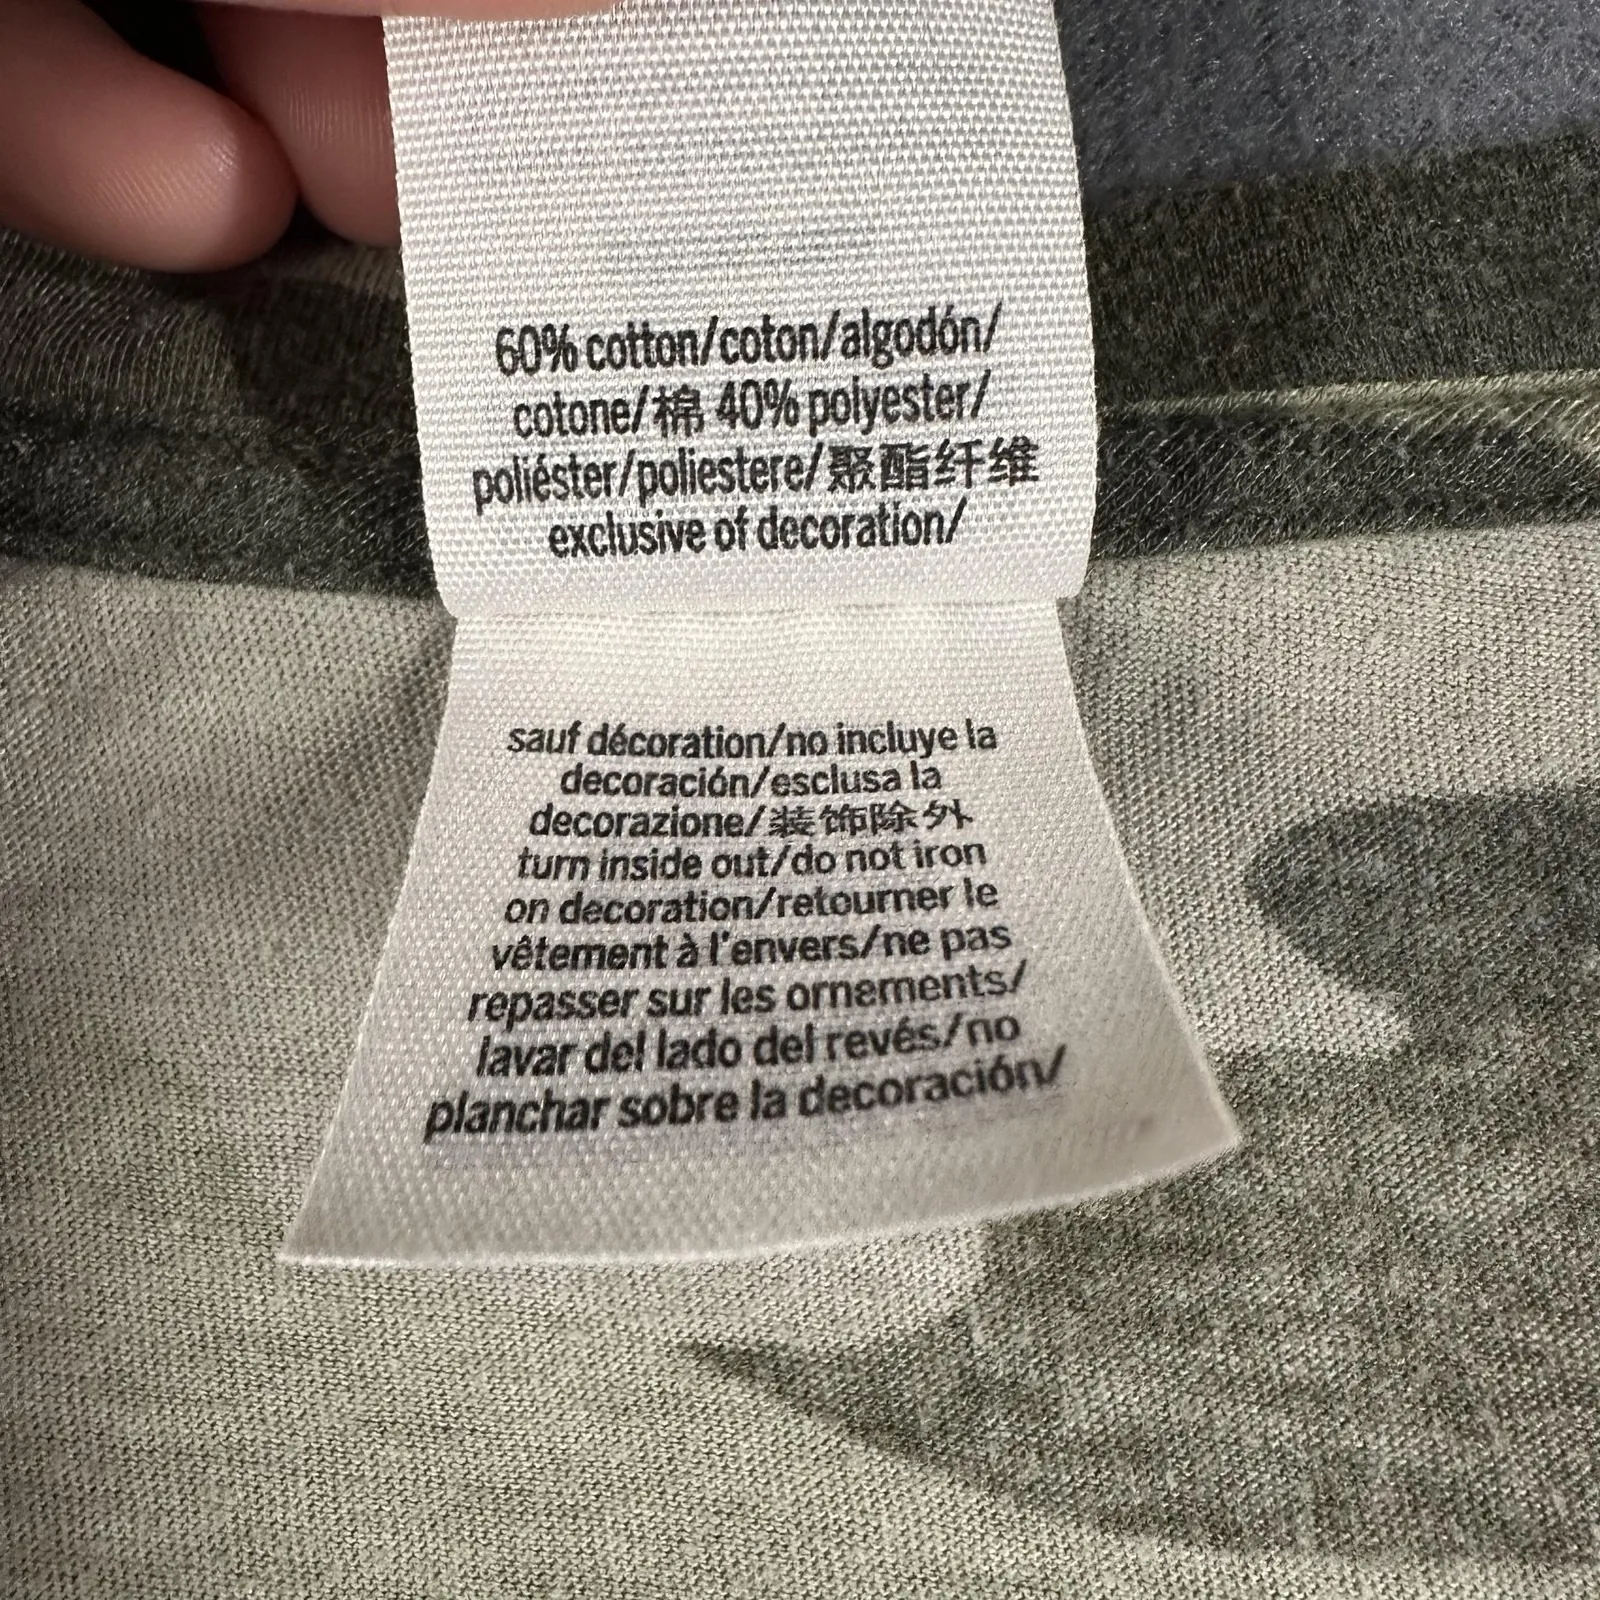 60% cotton/coton/algodón/
cotone/棉 40% polyester/
poliéster/poliestere/聚酯纤维
exclusive of decoration/
sauf décoration/no incluye la
decoración/esclusa la
decorazione/装饰除外
turn inside out/do not iron
on decoration/retourner le
vêtement à l'envers/ne pas
repasser sur les ornements/
lavar del lado del revés/no
planchar sobre la decoración/